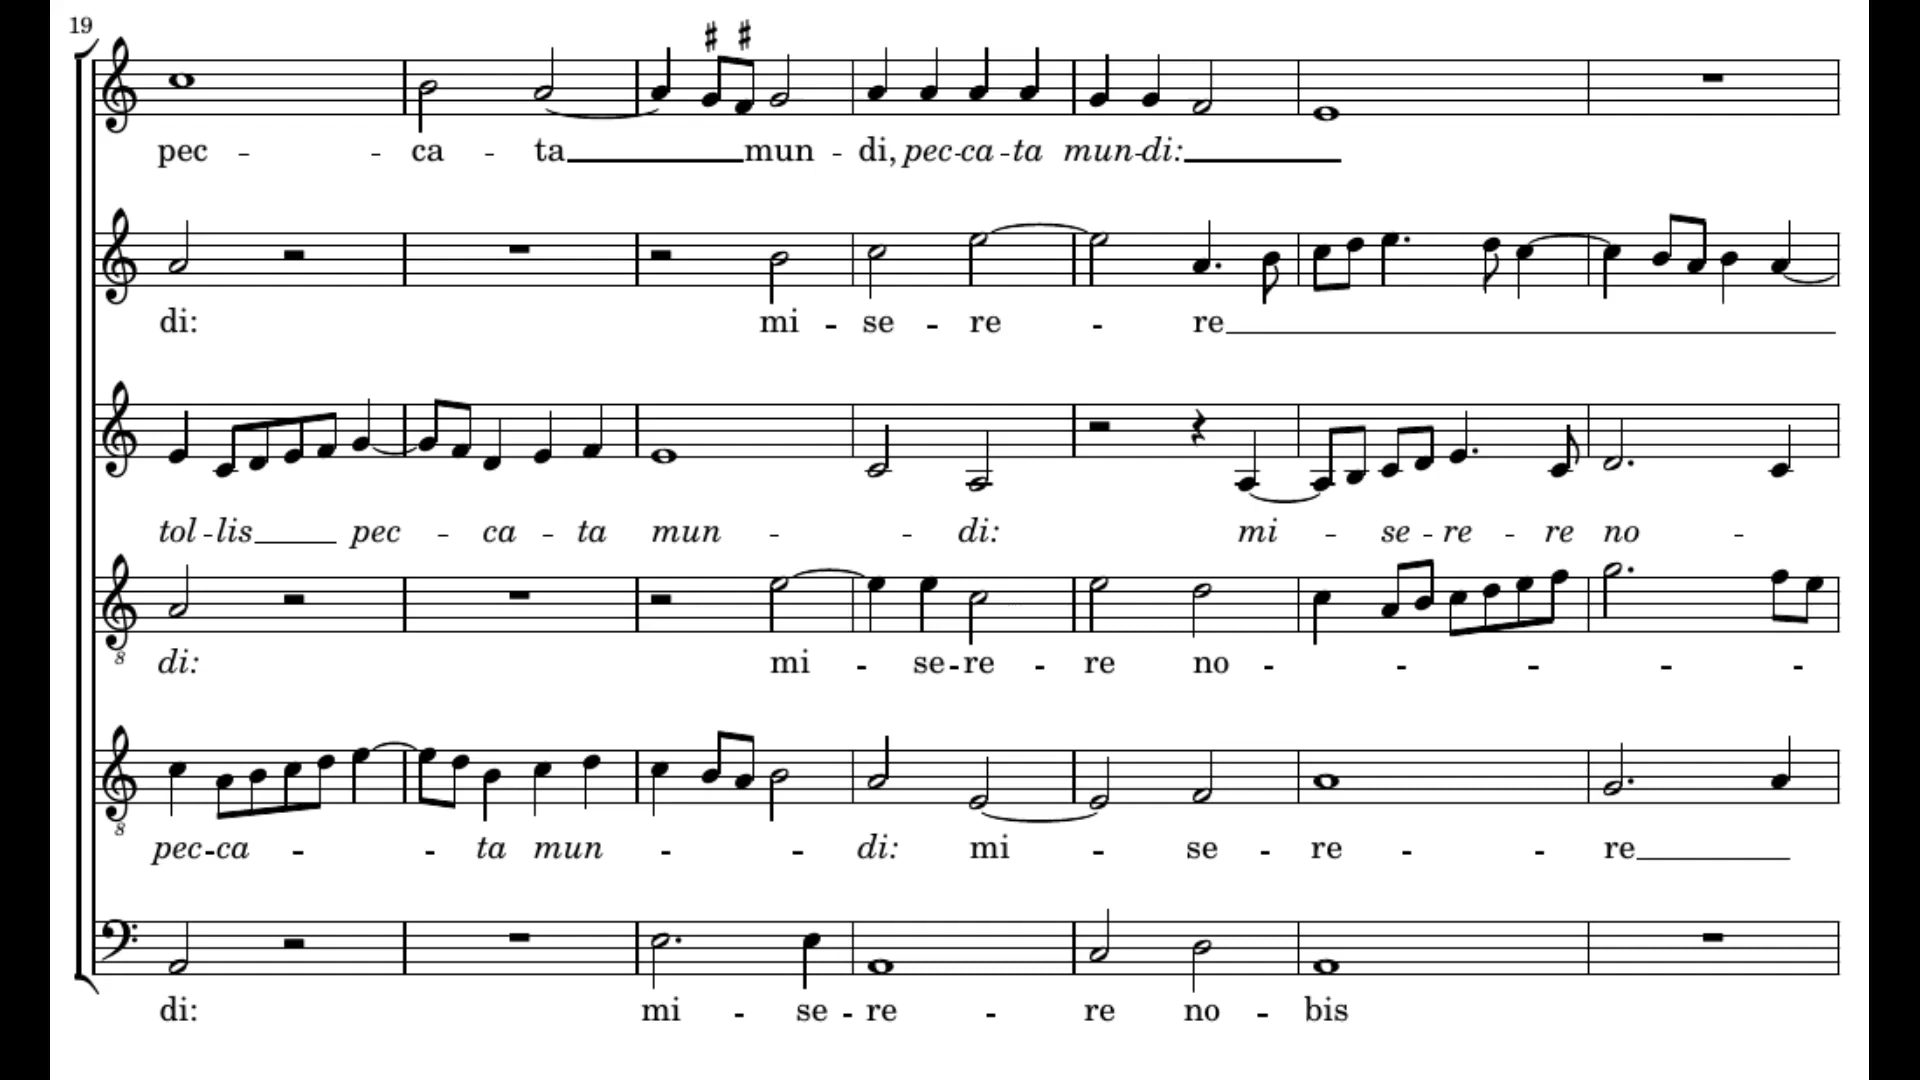 19
pec - - ca - ta mun - di, pec-ca-ta mun-di:
di: mi - se - re - re
tol-lis pec - ca - ta mun - - di: mi - se-re - re no -
8
di: mi - se-re - re no - - - - -
8
pec-ca - - ta mun - - di: mi - se - re - - re
di: mi - se-re - re no - bis